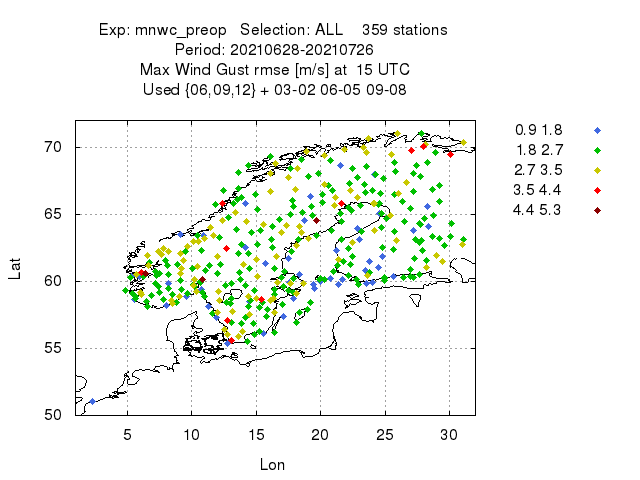 Exp: mnwc_preop   Selection: ALL    359 stations
Period: 20210628-20210726
Max Wind Gust rmse [m/s] at  15 UTC
Used {06,09,12} + 03-02 06-05 09-08
0.9 1.8
1.8 2.7
2.7 3.5
3.5 4.4
4.4 5.3
70
65
60
55
50
Lat
5
10
15
20
25
30
Lon